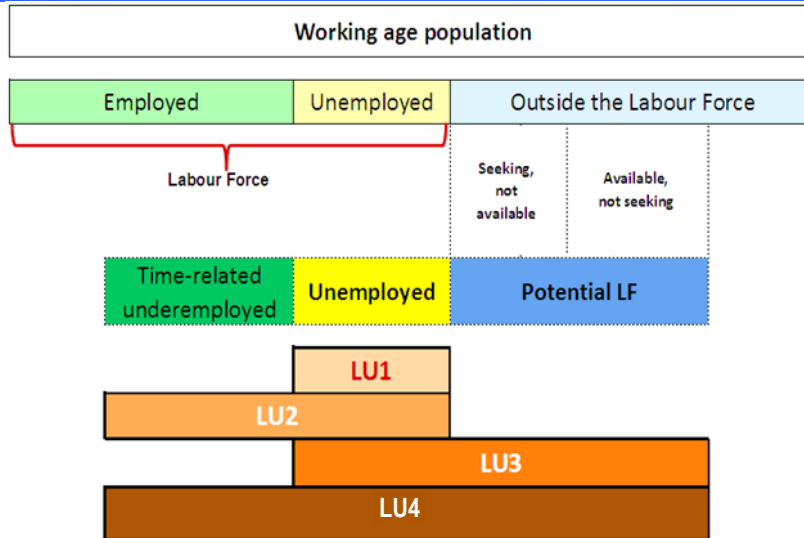 Working age population
Employed
Unemployed
Outside the Labour Force
Labour Force
Seeking,
not
available
Available,
not seeking
Time-related
underemployed
Unemployed
Potential LF
LU1
LU2
LU3
LU4